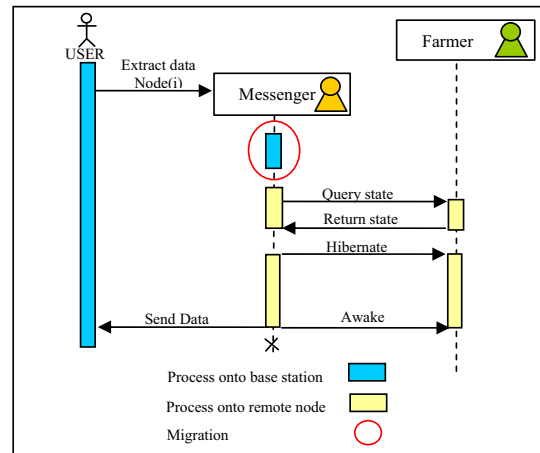 USER
Extract data
Node(i)
Messenger
Farmer
Query state
Return state
Hibernate
Send Data
Awake
Process onto base station
Process onto remote node
Migration